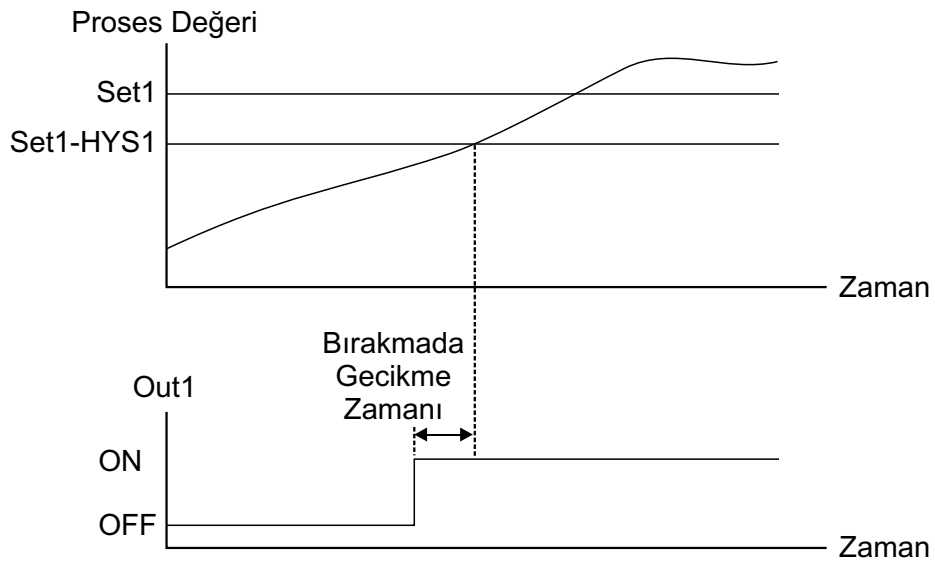 Proses Değeri
Set1
Set1-HYS1
Zaman
Bırakmada
Gecikme
Zamanı
Out1
ON
OFF
Zaman